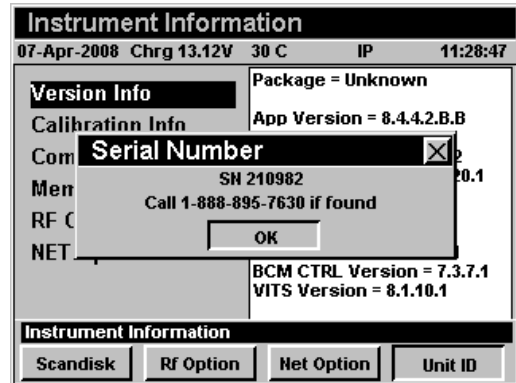 Instrument Information
07-Apr-2008 Chrg 13.12V 30 C IP 11:28:47
Version Info
Package = Unknown
Calibration Info
App Version = 8.4.4.2.B.B
Serial Number
SN 210982
Call 1-888-895-7630 if found
OK
RF
NET
BCM CTRL Version = 7.3.7.1
VITS Version = 8.1.10.1
Instrument Information
Scandisk Rf Option Net Option Unit ID